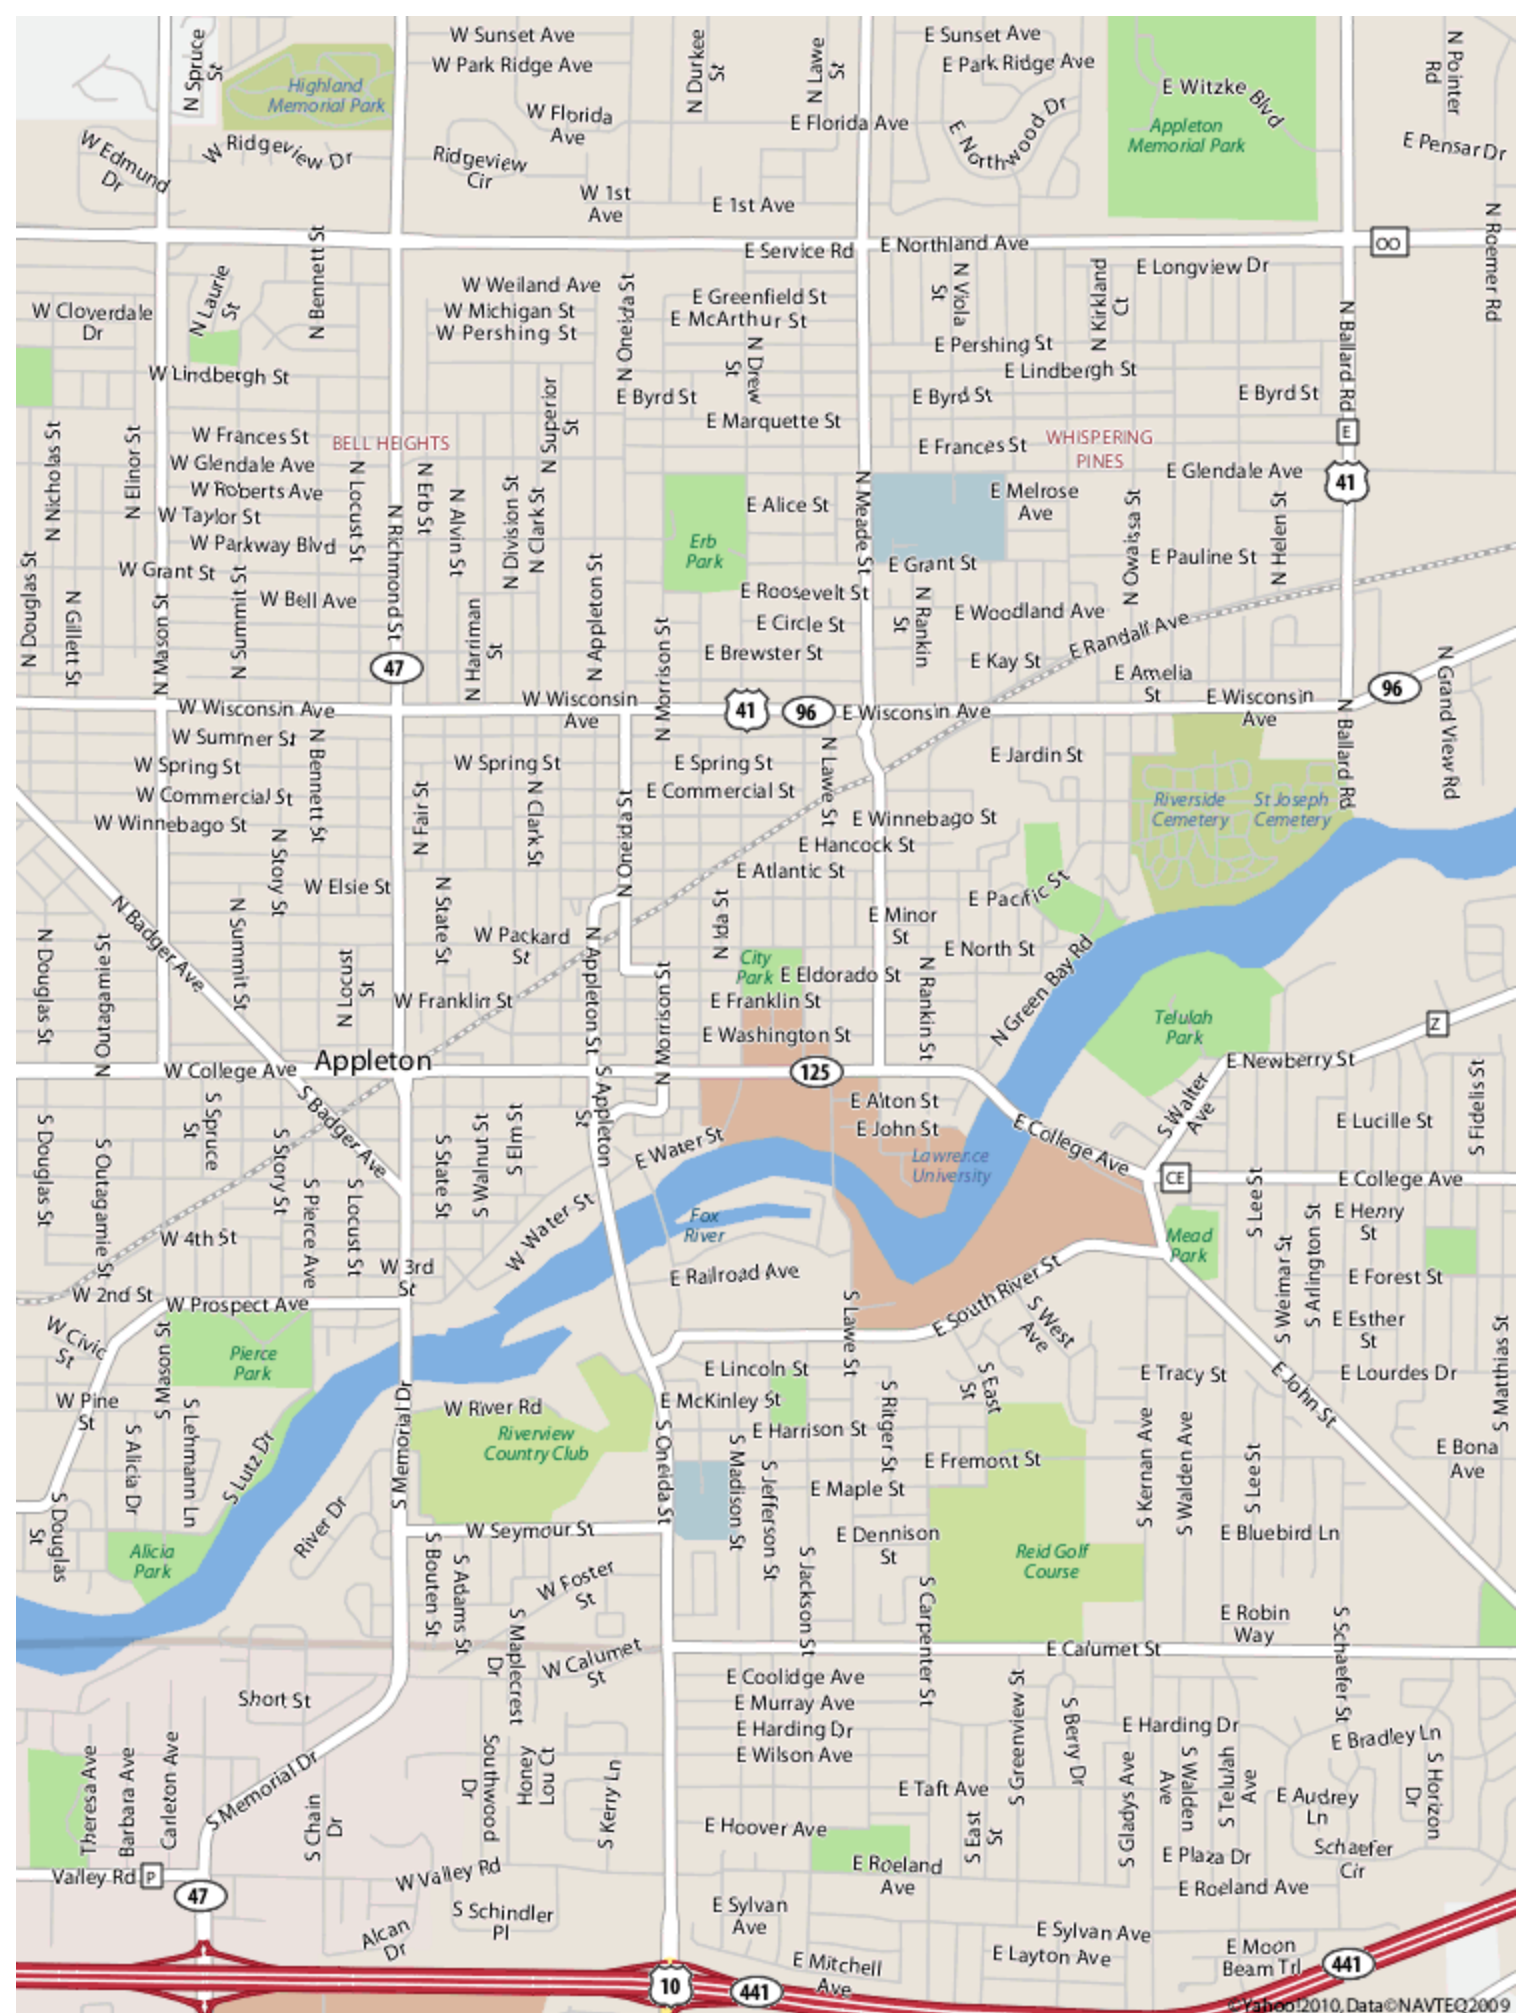 W Sunset Ave
E Sunset Ave
N Spruce
St
N Durkee
St
N Lawe
St
N Pointer
Rd
W Park Ridge Ave
E Park Ridge Ave
Highland
Memorial Park
E Witzke Blvd
W Florida
Ave
E Florida Ave
E Northwood Dr
Appleton
Memorial Park
E Pensar Dr
W Edmund
Dr
W Ridgeview Dr
Ridgeview
Cir
W 1st
Ave
E 1st Ave
N Roemer Rd
E Service Rd
E Northland Ave
OO
N Bennett St
N Laurie
St
W Weiland Ave
N Oneida St
N Viola
St
N Kirkland
Ct
E Longview Dr
W Cloverdale
Dr
W Michigan St
E Greenfield St
W Pershing St
E McArthur St
N Drew
St
E Pershing St
N Ballard Rd
W Lindbergh St
E Lindbergh St
N Superior
St
E Byrd St
E Byrd St
E Byrd St
E Marquette St
N Nicholas St
N Elinor St
W Frances St
BELL HEIGHTS
E Frances St
WHISPERING
PINES
E
W Glendale Ave
E Glendale Ave
41
W Roberts Ave
N Locust St
N Erb St
N Alvin St
N Division St
N Clark St
N Meade St
E Melrose
Ave
N Owaissa St
N Helen St
W Taylor St
N Richmond St
E Alice St
W Parkway Blvd
Erb
Park
E Pauline St
N Douglas St
N Gillett St
W Grant St
N Mason St
N Summit St
W Bell Ave
N Appleton St
E Grant St
E Roosevelt St
N Rankin
St
E Woodland Ave
N Harriman
St
N Morrison St
E Circle St
E Randall Ave
E Brewster St
E Kay St
47
E Amelia
St
N Grand View Rd
96
W Wisconsin Ave
W Wisconsin
Ave
41
96
E Wisconsin Ave
E Wisconsin
Ave
N Ballard Rd
W Summer St
N Bennett St
N Lawe St
E Jardin St
W Spring St
W Spring St
E Spring St
W Commercial St
N Fair St
N Clark St
N Oneida St
E Commercial St
Riverside
Cemetery
St Joseph
Cemetery
W Winnebago St
N Story St
E Winnebago St
E Hancock St
E Atlantic St
W Elsie St
N State St
N Ida St
E Pacific St
N Badger Ave
N Summit St
E Minor
St
N Douglas St
N Outagamie St
W Packard
St
N Appleton St
E North St
N Green Bay Rd
N Locust
St
City
Park
E Eldorado St
N Rankin St
W Franklin St
N Morrison St
E Franklin St
Telulah
Park
Z
E Washington St
Appleton
W College Ave
125
E Newberry St
S Badger Ave
S Appleton
St
E Alton St
S Walter
Ave
S Fidelis St
S Douglas St
S Outagamie St
S Spruce
St
S Story St
S State St
S Walnut St
S Elm St
E Water St
E John St
E College Ave
E Lucille St
Lawrence
University
CE
E College Ave
S Pierce Ave
S Locust St
W Water St
Fox
River
S Lee St
S Arlington St
E Henry
St
W 4th St
Mead
Park
S Weimar St
W 3rd
St
E Railroad Ave
E South River St
E Forest St
W 2nd St
W Prospect Ave
S Lawe St
S West
Ave
E Esther
St
W Civic
St
S Mason St
Pierce
Park
S Mathias St
E Lincoln St
E Tracy St
E John St
E Lourdes Dr
W Pine
St
S Alicia Dr
S Lehmann Ln
S Lutz Dr
S Memorial Dr
W River Rd
E McKinley St
S Ritger St
S East
St
Riverview
Country Club
S Oneida St
E Harrison St
S Madison St
S Jefferson St
E Fremont St
S Kernan Ave
S Walden Ave
S Lee St
E Bona
Ave
E Maple St
S Douglas
St
River Dr
W Seymour St
E Dennison
St
E Bluebird Ln
Alicia
Park
S Bouten St
S Adams St
W Foster
St
S Jackson St
Reid Golf
Course
S Carpenter St
S Maplecrest
Dr
E Robin
Way
S Schaefer St
W Calumet
St
E Calumet St
Short St
E Coolidge Ave
E Murray Ave
S Greenview St
S Berry Dr
E Harding Dr
E Harding Dr
E Bradley Ln
Theresa Ave
Barbara Ave
Carleton Ave
S Memorial Dr
Southwood
Dr
Honey
Lou Ct
S Kerry Ln
E Wilson Ave
S Gladys Ave
S Walden
Ave
S Telulah
Ave
S Horizon
Dr
E Taft Ave
E Audrey
Ln
S Chain
Dr
E Hoover Ave
S East
St
Schaefer
Cir
Valley Rd
P
W Valley Rd
E Roeland
Ave
E Plaza Dr
47
E Roeland Ave
S Schindler
Pl
E Sylvan
Ave
Alcan
Dr
E Sylvan Ave
E Mitchell
Ave
E Layton Ave
E Moon
Beam Trl
441
10
441
©Yahoo!2010, Data©NAVTEQ2009